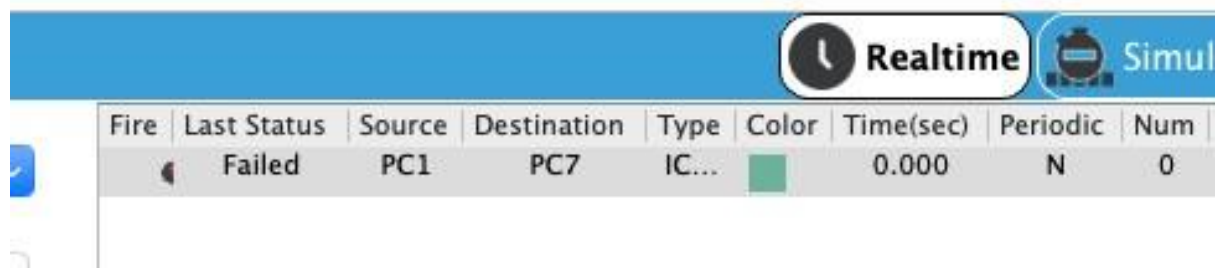 Realtime Simul
Fire Last Status Source Destination Type Color Time(sec) Periodic Num
Failed PC1 PC7 IC... 0.000 N 0